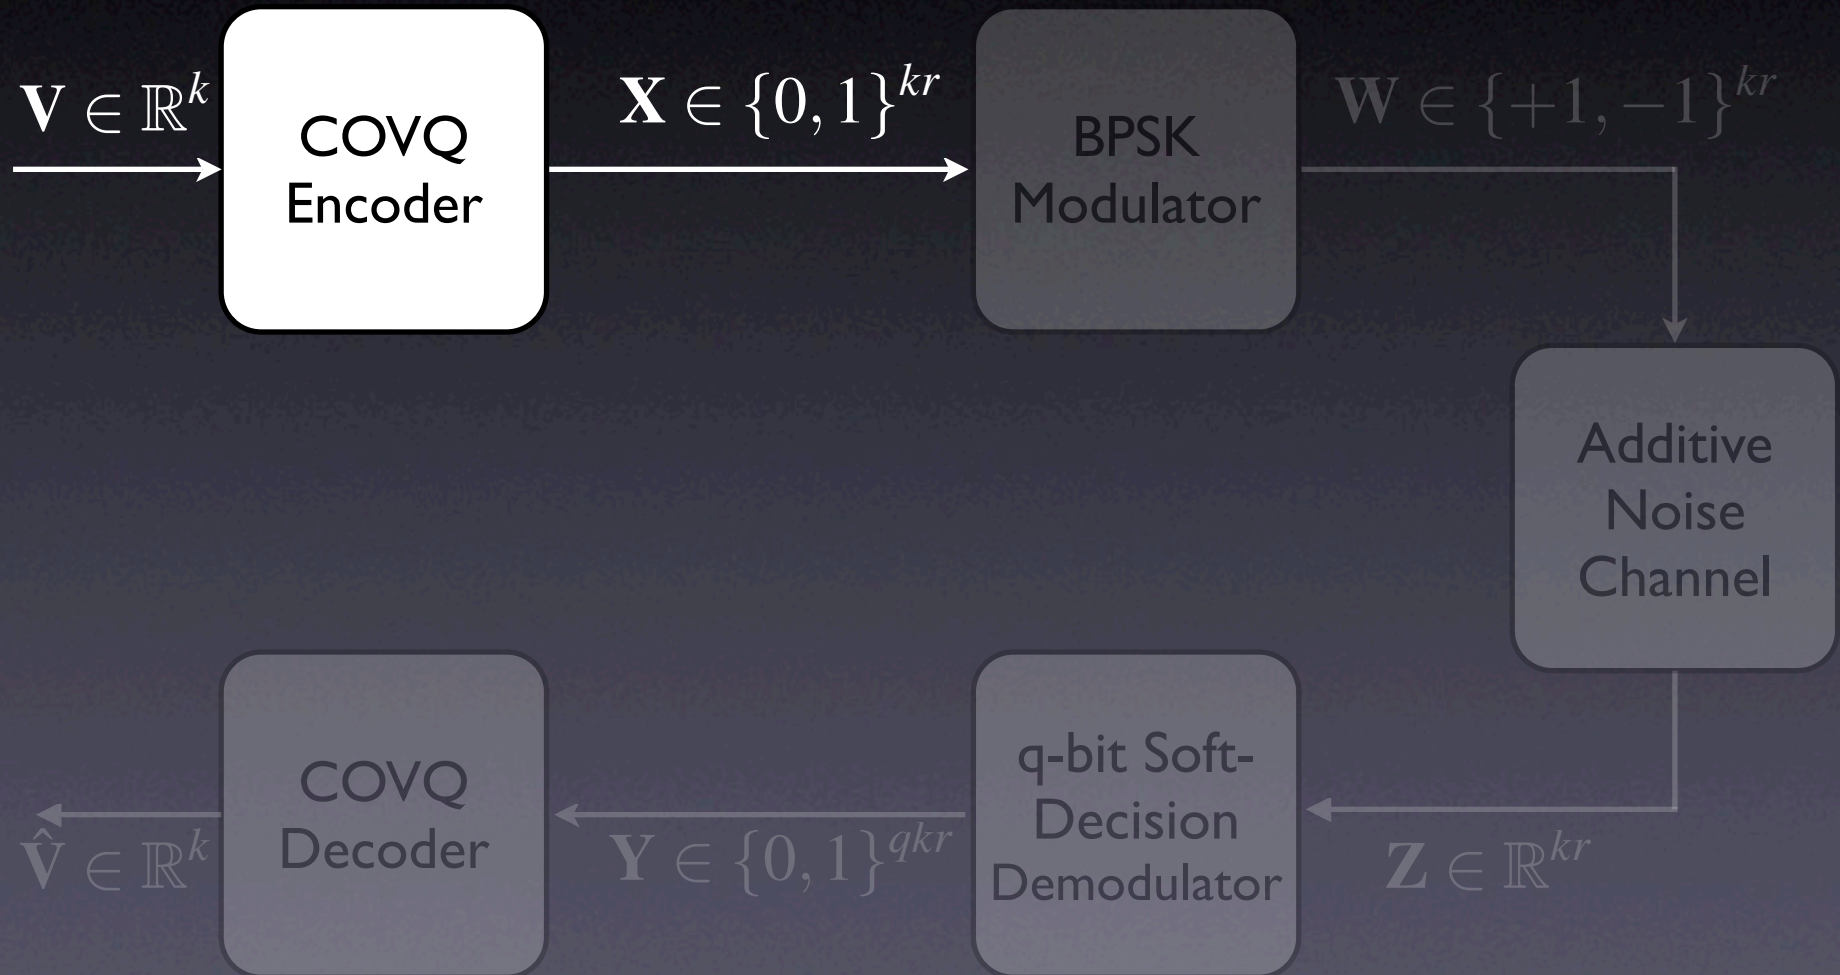 V ∈ ℝ^k
COVQ
Encoder
X ∈ {0, 1}^{kr}
BPSK
Modulator
W ∈ {+1, −1}^{kr}
Additive
Noise
Channel
Z ∈ ℝ^{kr}
q-bit Soft-
Decision
Demodulator
Y ∈ {0, 1}^{qkr}
COVQ
Decoder
V̂ ∈ ℝ^k